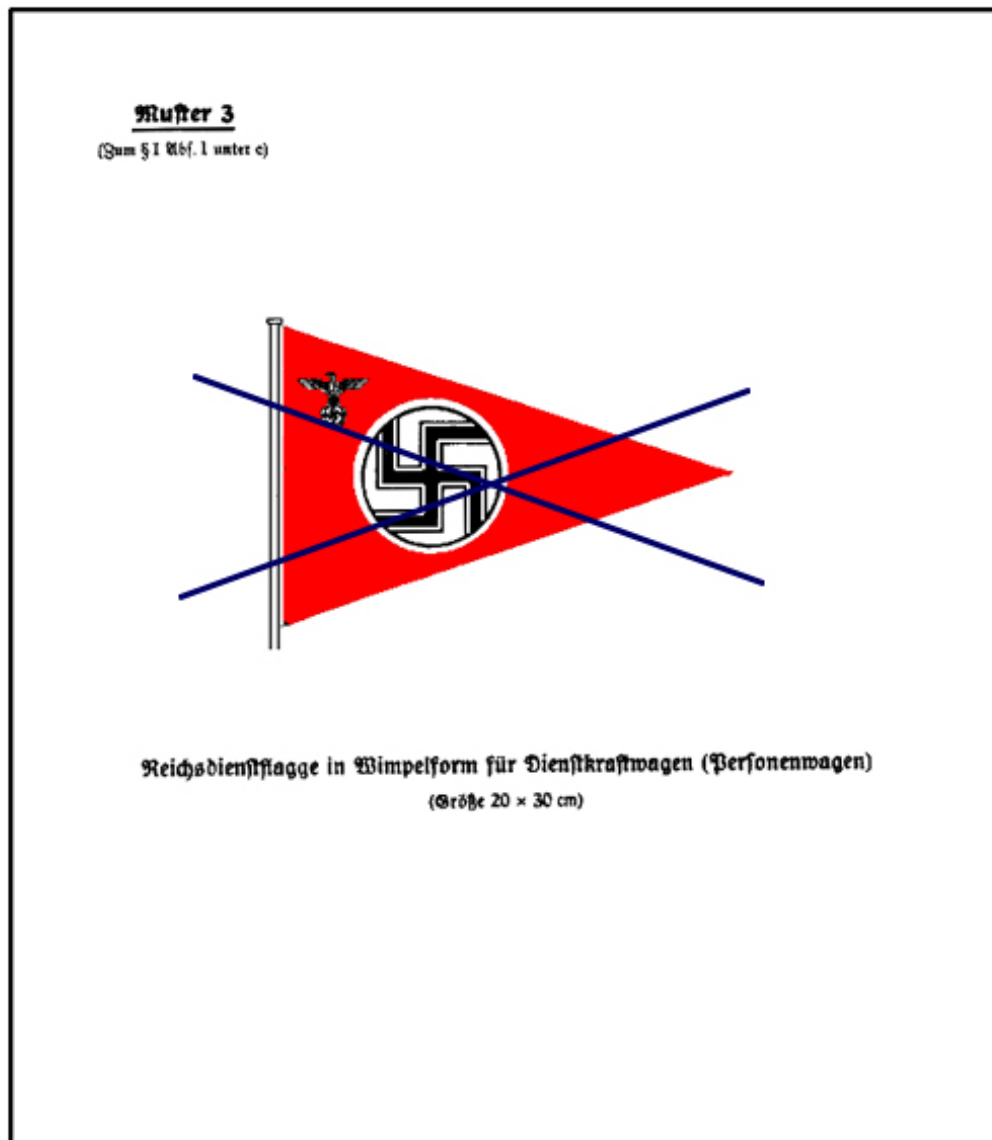 Muster 3
(Zum § 1 Abs. 1 unter c)
Reichsdienstflagge in Wimpelform für Dienstkraftwagen (Personenwagen)
(Größe 20 × 30 cm)